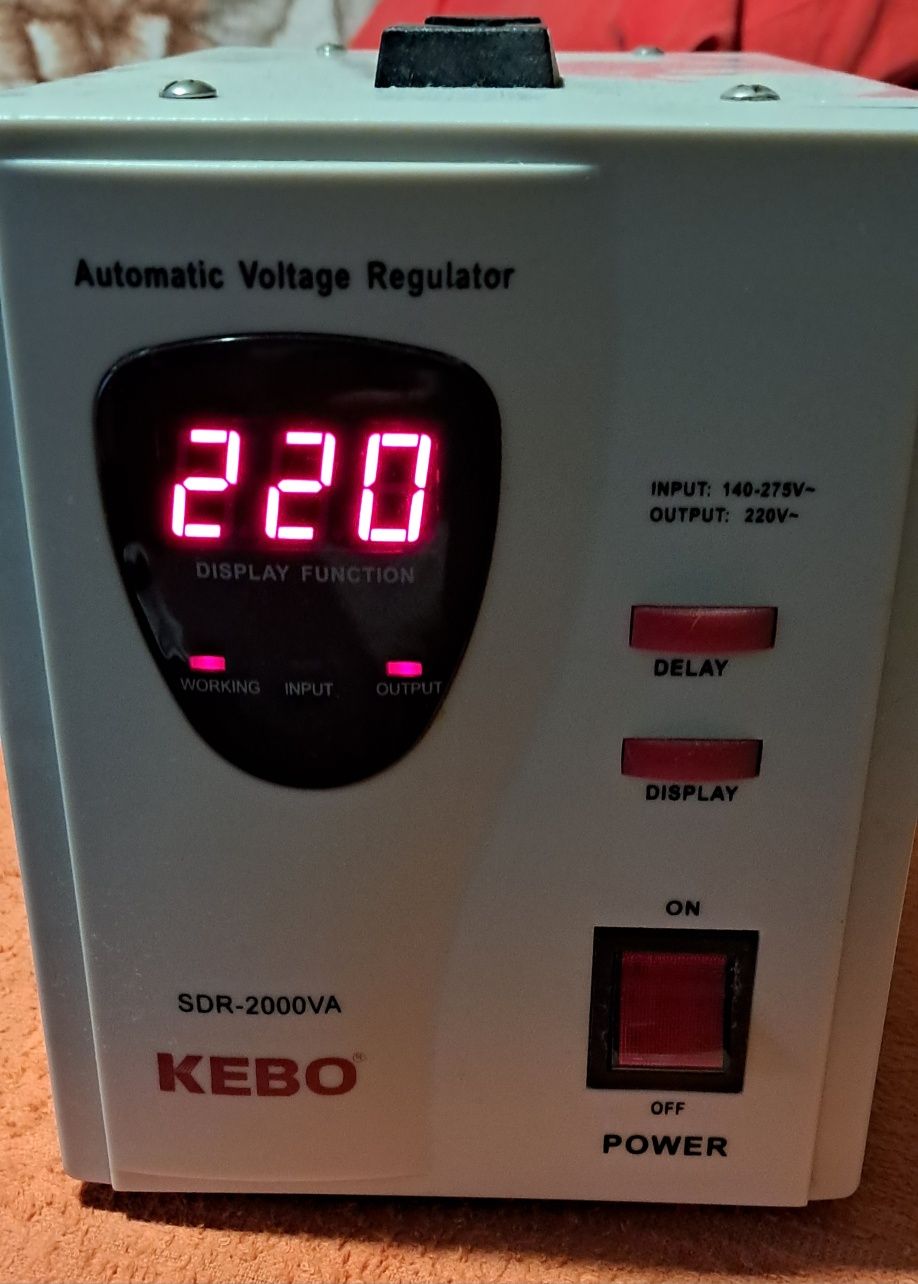 Automatic Voltage Regulator
220
DISPLAY FUNCTION
WORKING INPUT OUTPUT
INPUT: 140-275V~
OUTPUT: 220V~
DELAY
DISPLAY
ON
OFF
POWER
SDR-2000VA
KEBO®